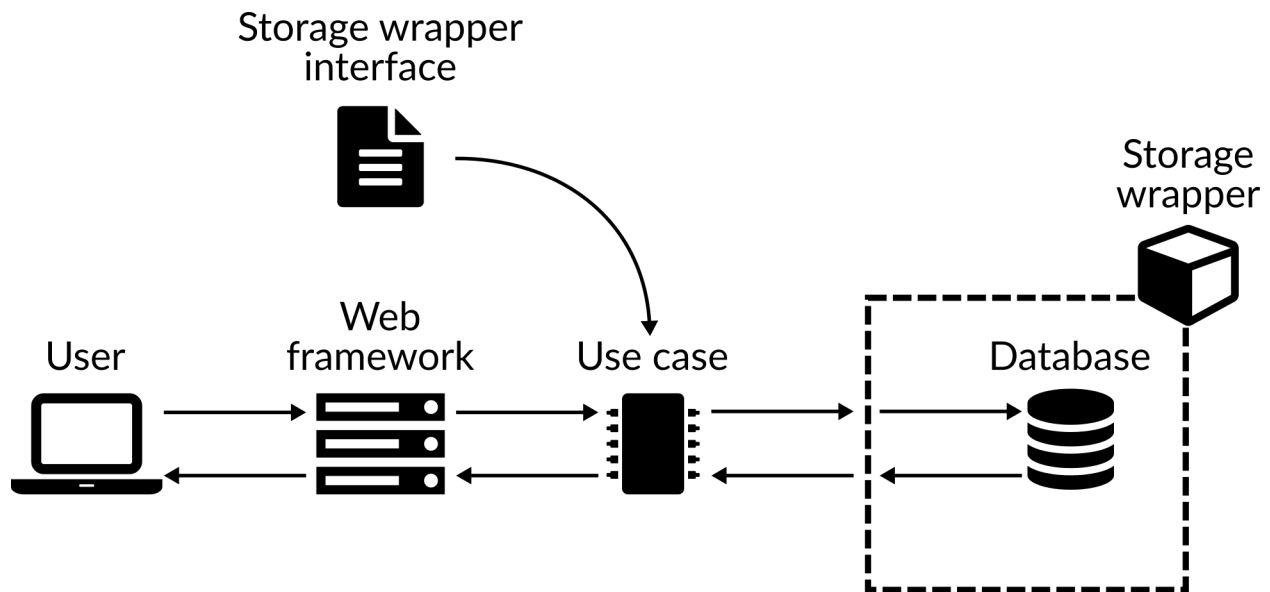 Storage wrapper
interface
Storage
wrapper
Web
framework
User
Use case
Database